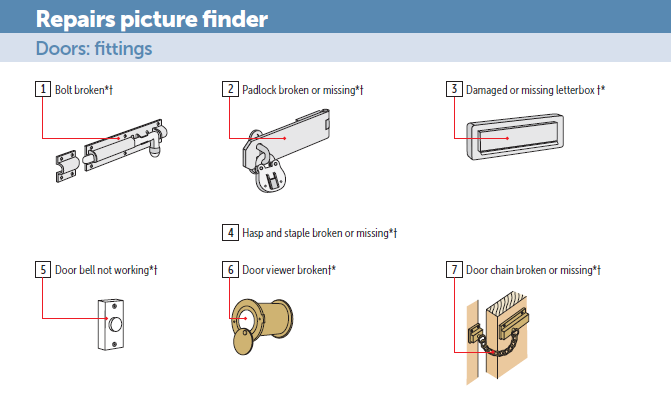 Repairs picture finder
Doors: fittings
1 Bolt broken*†
2 Padlock broken or missing*†
3 Damaged or missing letterbox †*
4 Hasp and staple broken or missing*†
5 Door bell not working*†
6 Door viewer broken†*
7 Door chain broken or missing*†